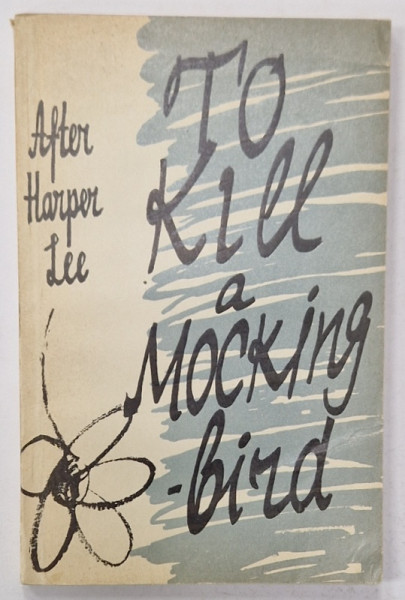 After
Harper
Lee
To
Kill
a
Mocking
-bird